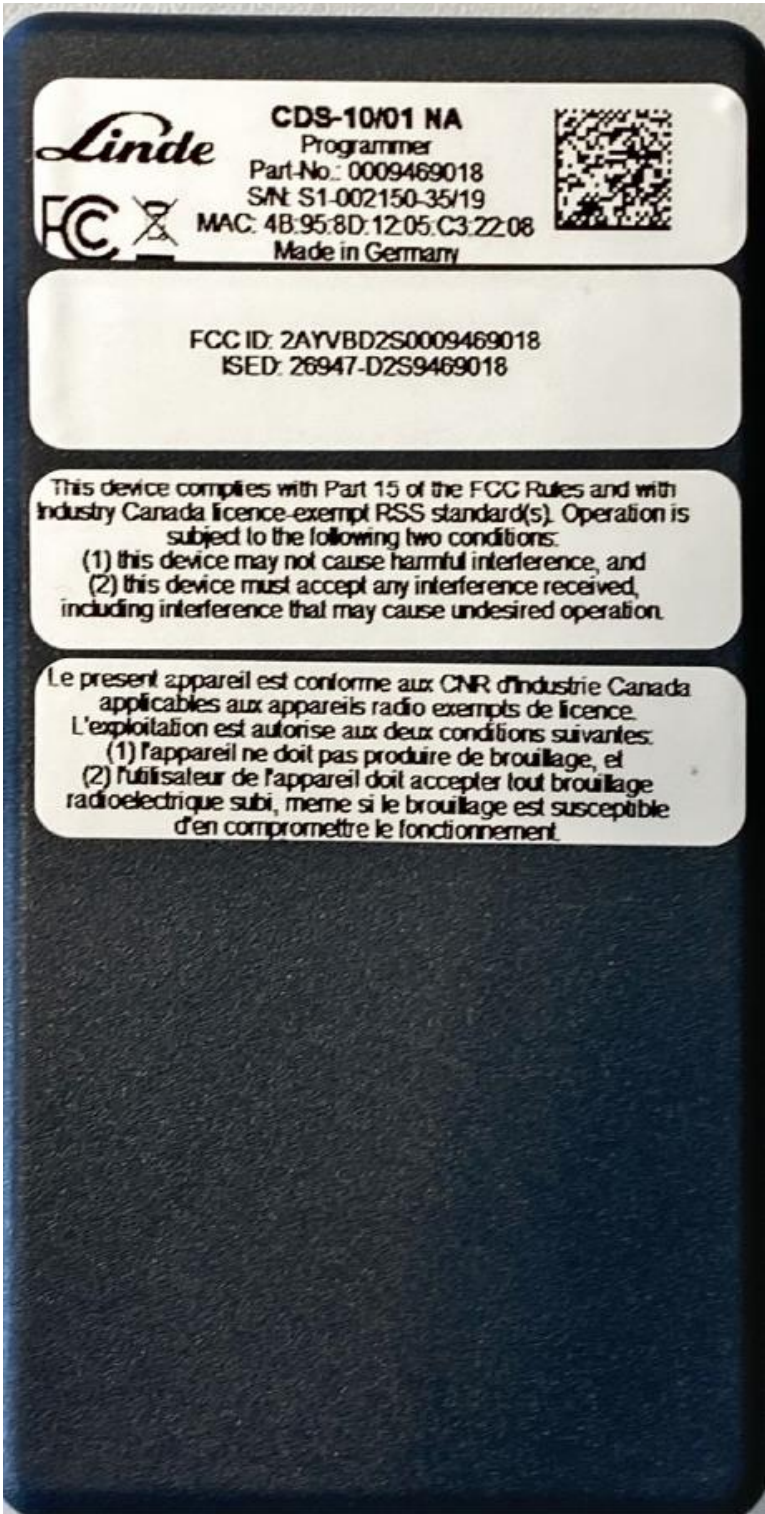 Linde
CDS-10/01 NA
Programmer
Part-No.: 0009469018
S/N: S1-002150-35/19
FC MAC: 4B:95:8D:12:05:C3:22:08
Made in Germany
FCC ID: 2AYVBD2S0009469018
ISED: 26947-D2S9469018
This device complies with Part 15 of the FCC Rules and with
Industry Canada licence-exempt RSS standard(s). Operation is
subject to the following two conditions:
(1) this device may not cause harmful interference, and
(2) this device must accept any interference received,
including interference that may cause undesired operation.
Le present appareil est conforme aux CNR d'Industrie Canada
applicables aux appareils radio exempts de licence.
L'exploitation est autorise aux deux conditions suivantes:
(1) l'appareil ne doit pas produire de brouillage, et
(2) l'utilisateur de l'appareil doit accepter tout brouillage
radioelectrique subi, meme si le brouillage est susceptible
d'en compromettre le fonctionnement.